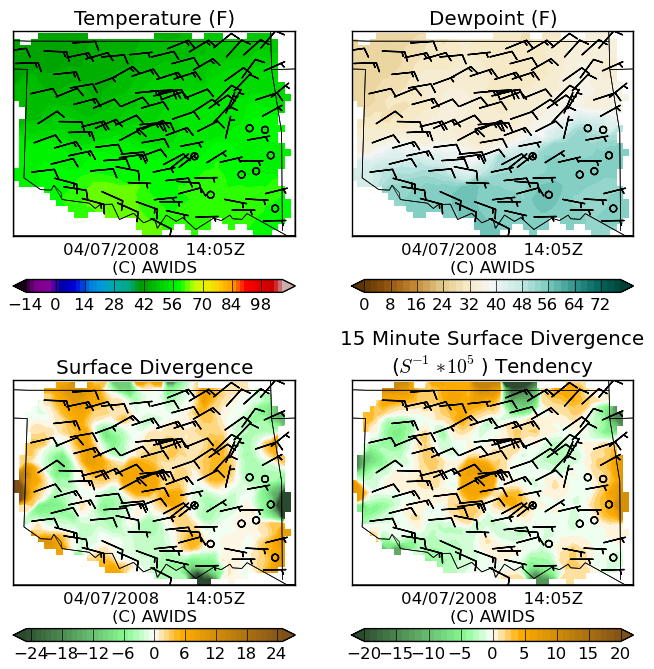 Temperature (F)
Dewpoint (F)
04/07/2008 14:05Z
(C) AWIDS
04/07/2008 14:05Z
(C) AWIDS
−14 0 14 28 42 56 70 84 98
0 8 16 24 32 40 48 56 64 72
Surface Divergence
15 Minute Surface Divergence
(S⁻¹ *10⁵ ) Tendency
04/07/2008 14:05Z
(C) AWIDS
04/07/2008 14:05Z
(C) AWIDS
−24 −18 −12 −6 0 6 12 18 24
−20 −15 −10 −5 0 5 10 15 20